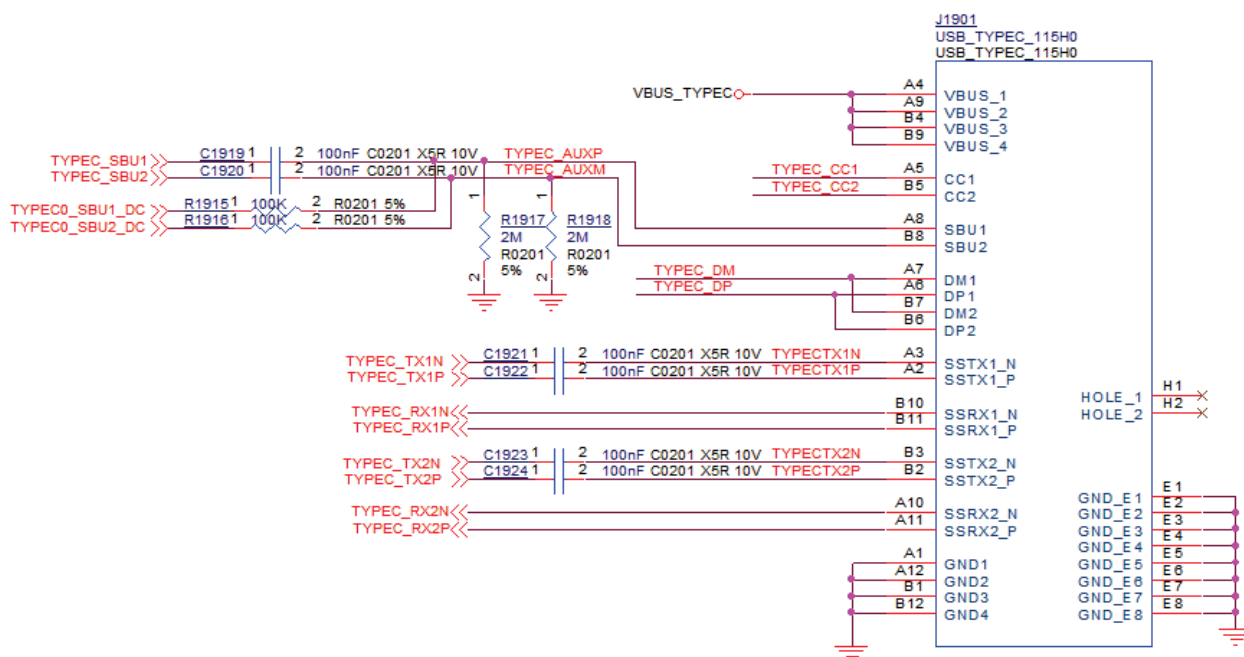 J1901
USB_TYPEC_115H0
USB_TYPEC_115H0
VBUS_TYPEC
A4 VBUS_1
A9 VBUS_2
B4 VBUS_3
B9 VBUS_4
TYPEC_SBU1 C1919 1 2 100nF C0201 X5R 10V TYPEC_AUXP
TYPEC_SBU2 C1920 1 2 100nF C0201 X5R 10V TYPEC_AUXM
TYPEC_CC1 A5 CC1
TYPEC_CC2 B5 CC2
TYPEC0_SBU1_DC R1915 1 100K 2 R0201 5%
TYPEC0_SBU2_DC R1916 1 100K 2 R0201 5%
1 R1917 2M R0201 5% 2
1 R1918 2M R0201 5% 2
A8 SBU1
B8 SBU2
TYPEC_DM A7 DM1
TYPEC_DP A6 DP1
B7 DM2
B6 DP2
TYPEC_TX1N C1921 1 2 100nF C0201 X5R 10V TYPECTX1N A3 SSTX1_N
TYPEC_TX1P C1922 1 2 100nF C0201 X5R 10V TYPECTX1P A2 SSTX1_P
TYPEC_RX1N B10 SSRX1_N
TYPEC_RX1P B11 SSRX1_P
HOLE_1 H1
HOLE_2 H2
TYPEC_TX2N C1923 1 2 100nF C0201 X5R 10V TYPECTX2N B3 SSTX2_N
TYPEC_TX2P C1924 1 2 100nF C0201 X5R 10V TYPECTX2P B2 SSTX2_P
TYPEC_RX2N A10 SSRX2_N
TYPEC_RX2P A11 SSRX2_P
A1 GND1
A12 GND2
B1 GND3
B12 GND4
GND_E1 E1
GND_E2 E2
GND_E3 E3
GND_E4 E4
GND_E5 E5
GND_E6 E6
GND_E7 E7
GND_E8 E8